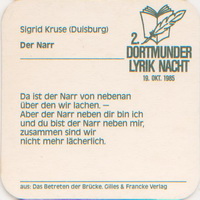 Sigrid Kruse (Duisburg)
Der Narr
2.
DORTMUNDER
LYRIK NACHT
19. OKT. 1985
Da ist der Narr von nebenan
über den wir lachen. –
Aber der Narr neben dir bin ich
und du bist der Narr neben mir,
zusammen sind wir
nicht mehr lächerlich.
aus: Das Betreten der Brücke. Gilles & Francke Verlag